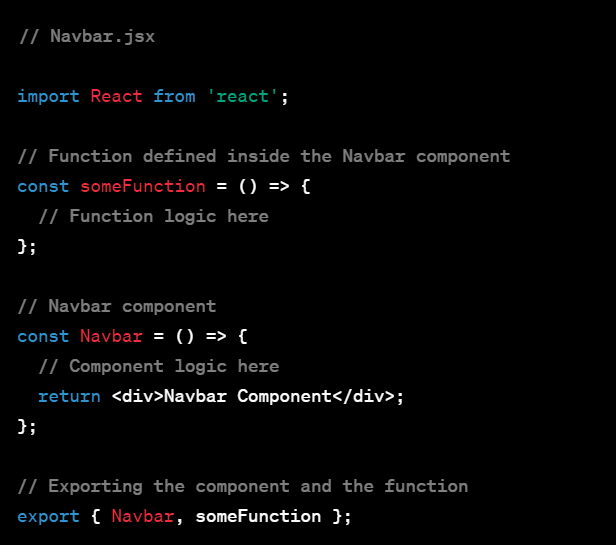 // Navbar.jsx
import React from 'react';
// Function defined inside the Navbar component
const someFunction = () => {
// Function logic here
};
// Navbar component
const Navbar = () => {
// Component logic here
return <div>Navbar Component</div>;
};
// Exporting the component and the function
export { Navbar, someFunction };